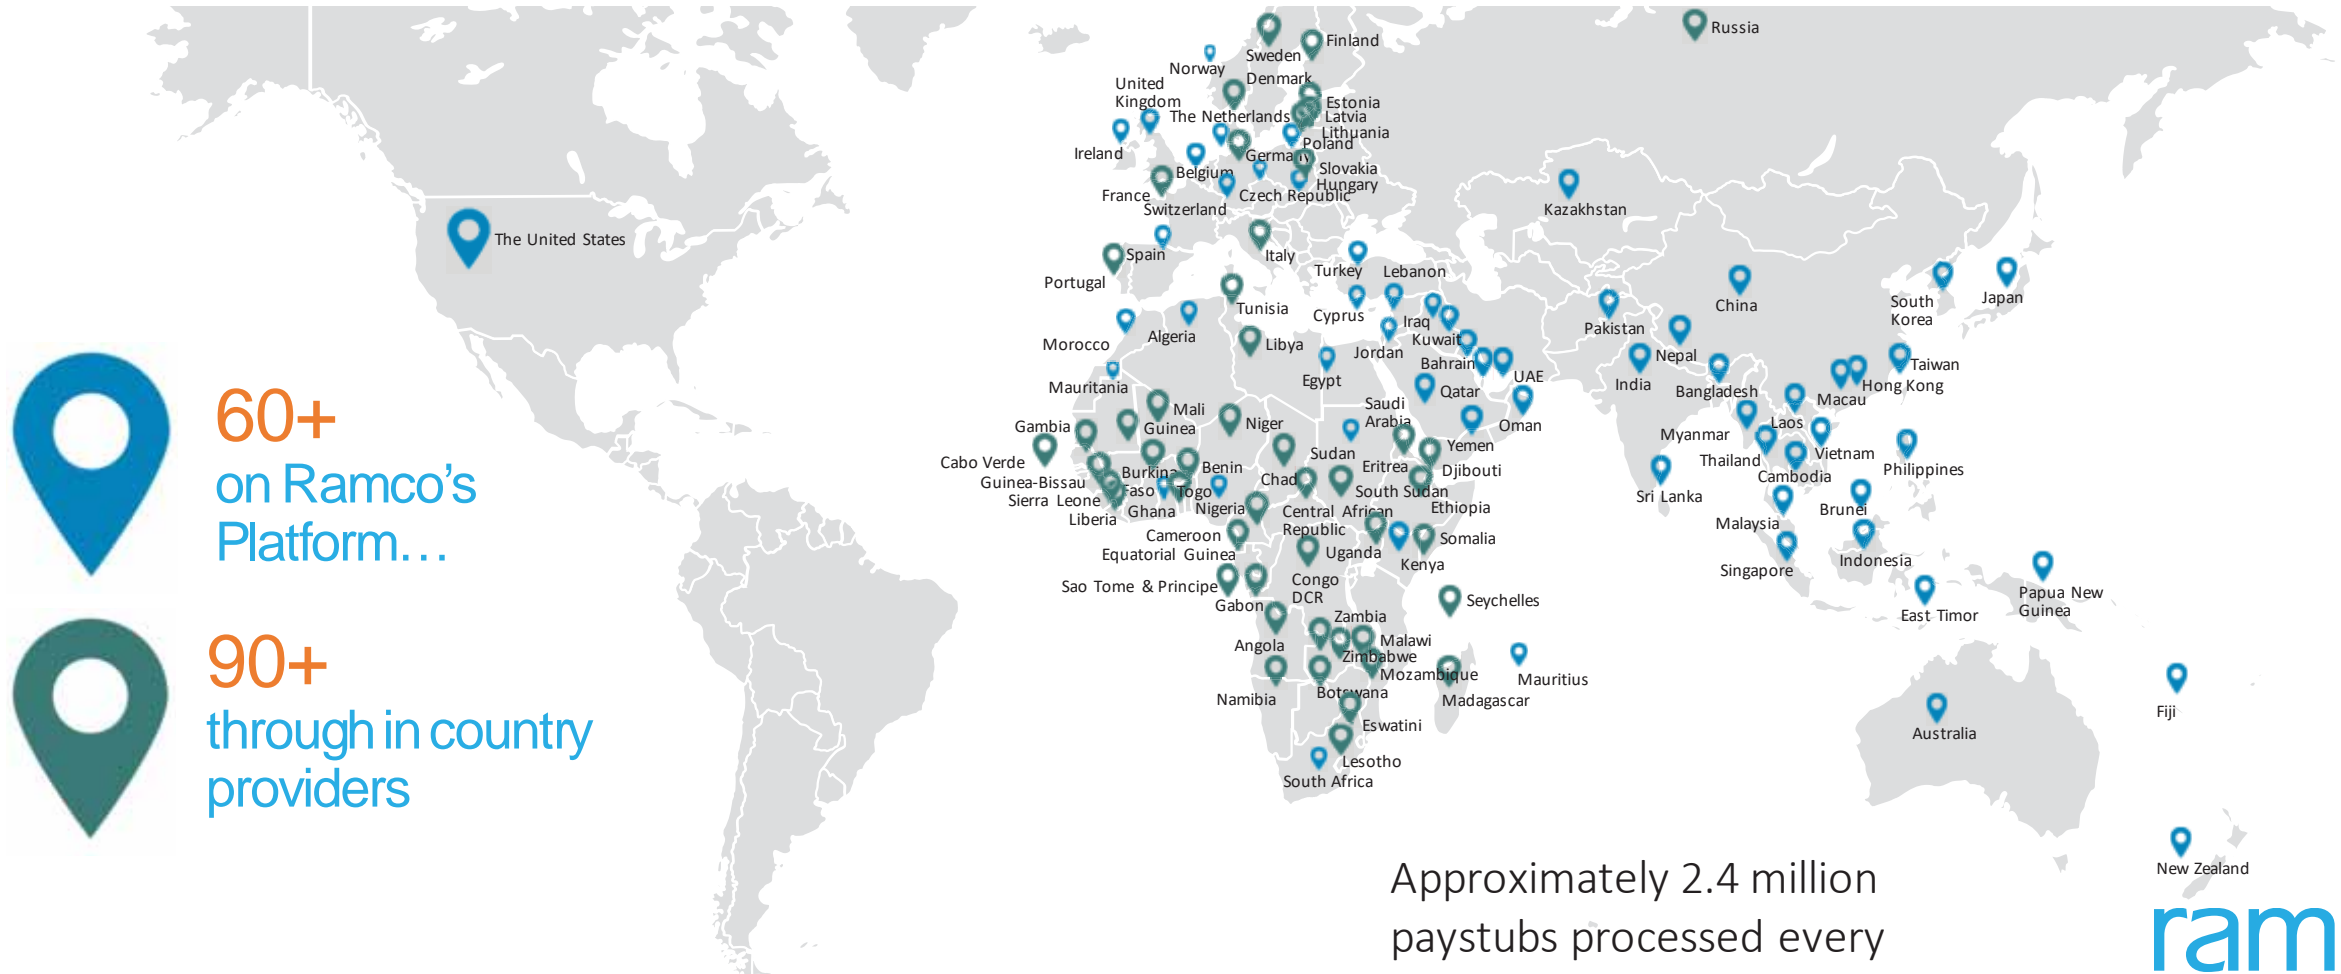 Russia
Finland
Sweden
Norway
Denmark
United
Kingdom
Estonia
The Netherlands
Latvia
Lithuania
Poland
Ireland
Germany
Belgium
Slovakia
Hungary
France
Czech Republic
Switzerland
Kazakhstan
The United States
Spain
Italy
Portugal
Turkey
Lebanon
China
South
Korea
Japan
Tunisia
Cyprus
Iraq
Pakistan
Morocco
Algeria
Libya
Jordan
Kuwait
Nepal
Bahrain
Taiwan
Mauritania
Egypt
UAE
India
Bangladesh
Hong Kong
Qatar
Macau
60+
on Ramco's
Platform...
Mali
Guinea
Niger
Saudi
Arabia
Oman
Gambia
Laos
Myanmar
Yemen
Sudan
Vietnam
Thailand
Cabo Verde
Burkina
Faso
Benin
Chad
Eritrea
Djibouti
Philippines
Guinea-Bissau
Cambodia
Sierra Leone
Togo
South Sudan
Sri Lanka
Liberia
Ghana
Nigeria
Central African
Republic
Ethiopia
Brunei
Malaysia
Cameroon
Equatorial Guinea
Uganda
Somalia
Kenya
Indonesia
Singapore
Sao Tome & Principe
Congo
DCR
Gabon
Seychelles
Papua New
Guinea
East Timor
90+
through in country
providers
Zambia
Angola
Malawi
Zimbabwe
Mozambique
Mauritius
Namibia
Botswana
Madagascar
Fiji
Eswatini
Australia
Lesotho
South Africa
New Zealand
Approximately 2.4 million
paystubs processed every
ram